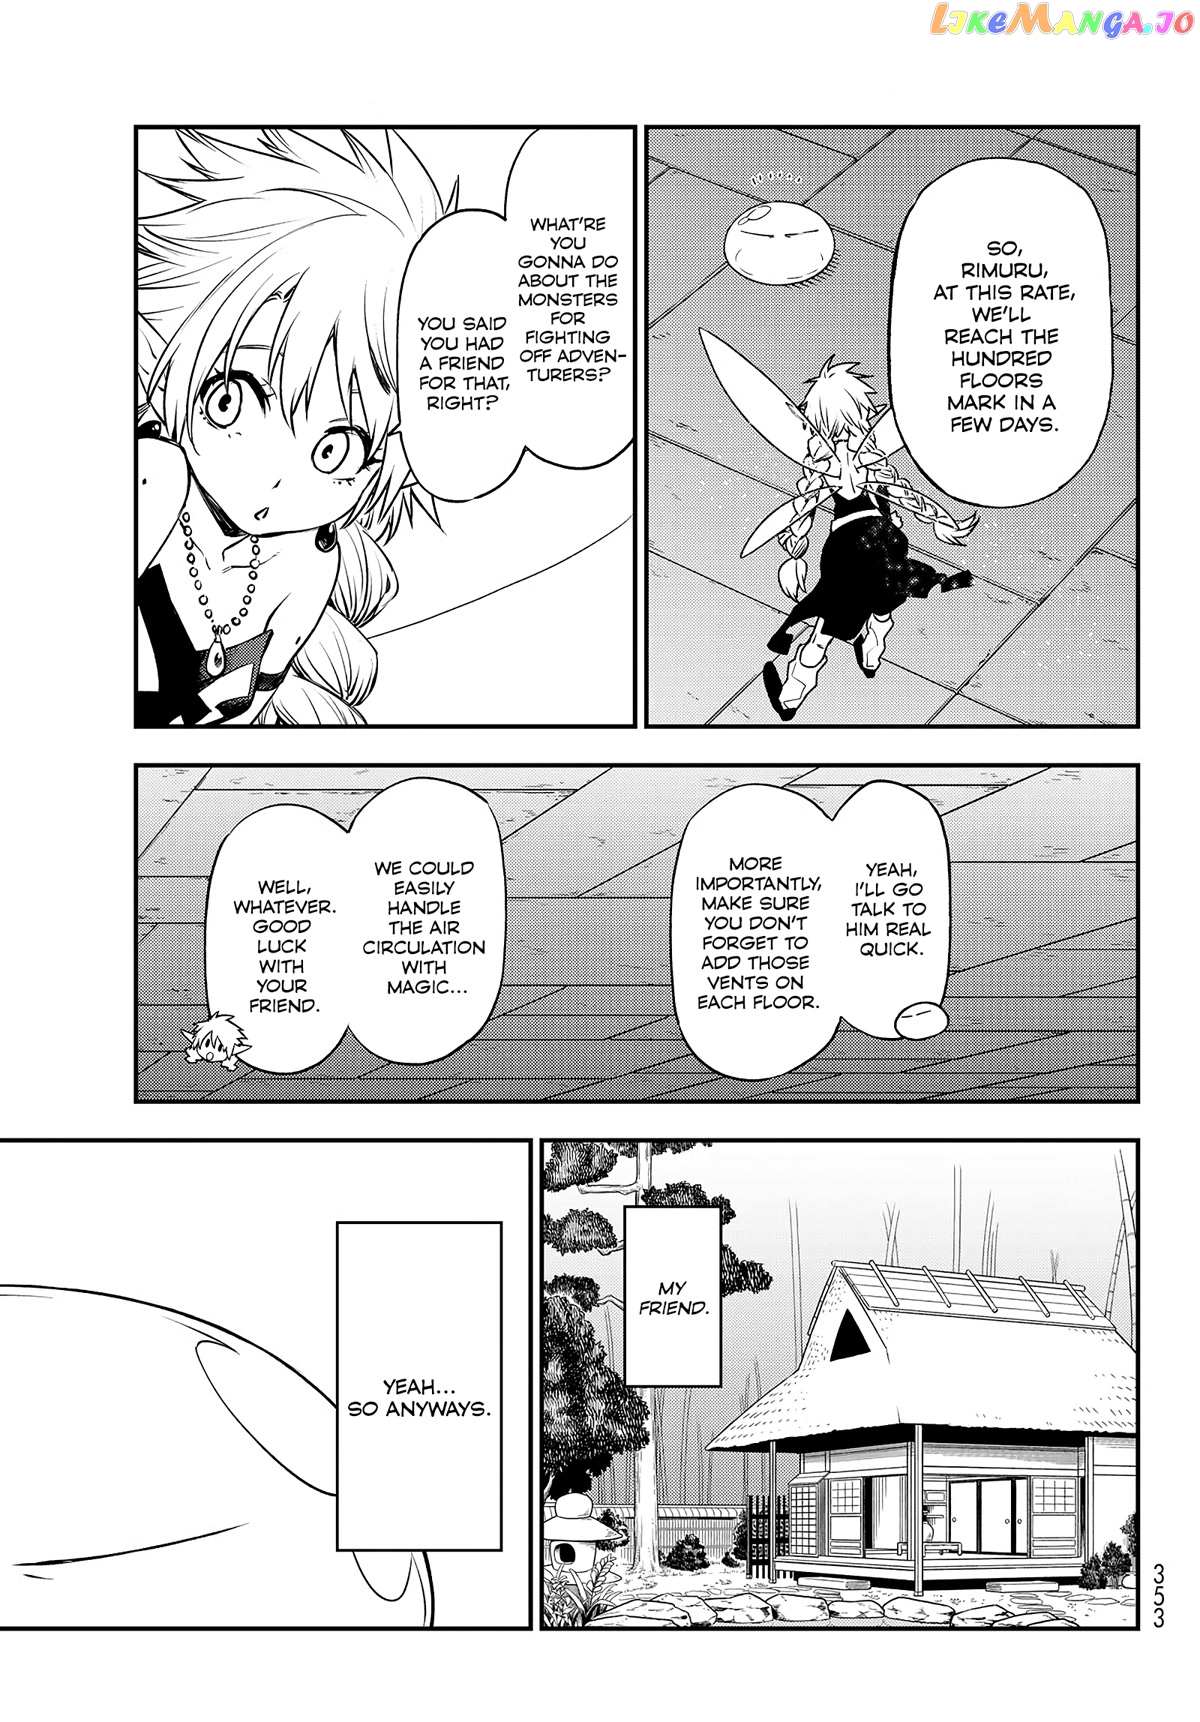 LIKEMANGA.IO
SO,
RIMURU,
AT THIS RATE,
WE'LL
REACH THE
HUNDRED
FLOORS
MARK IN A
FEW DAYS.
WHAT'RE
YOU
GONNA DO
ABOUT THE
MONSTERS
FOR
FIGHTING
OFF ADVEN-
TURERS?
YOU SAID
YOU HAD
A FRIEND
FOR THAT,
RIGHT?
YEAH,
I'LL GO
TALK TO
HIM REAL
QUICK.
MORE
IMPORTANTLY,
MAKE SURE
YOU DON'T
FORGET TO
ADD THOSE
VENTS ON
EACH FLOOR.
WE COULD
EASILY
HANDLE
THE AIR
CIRCULATION
WITH
MAGIC...
WELL,
WHATEVER.
GOOD
LUCK
WITH
YOUR
FRIEND.
MY
FRIEND.
YEAH...
SO ANYWAYS.
353